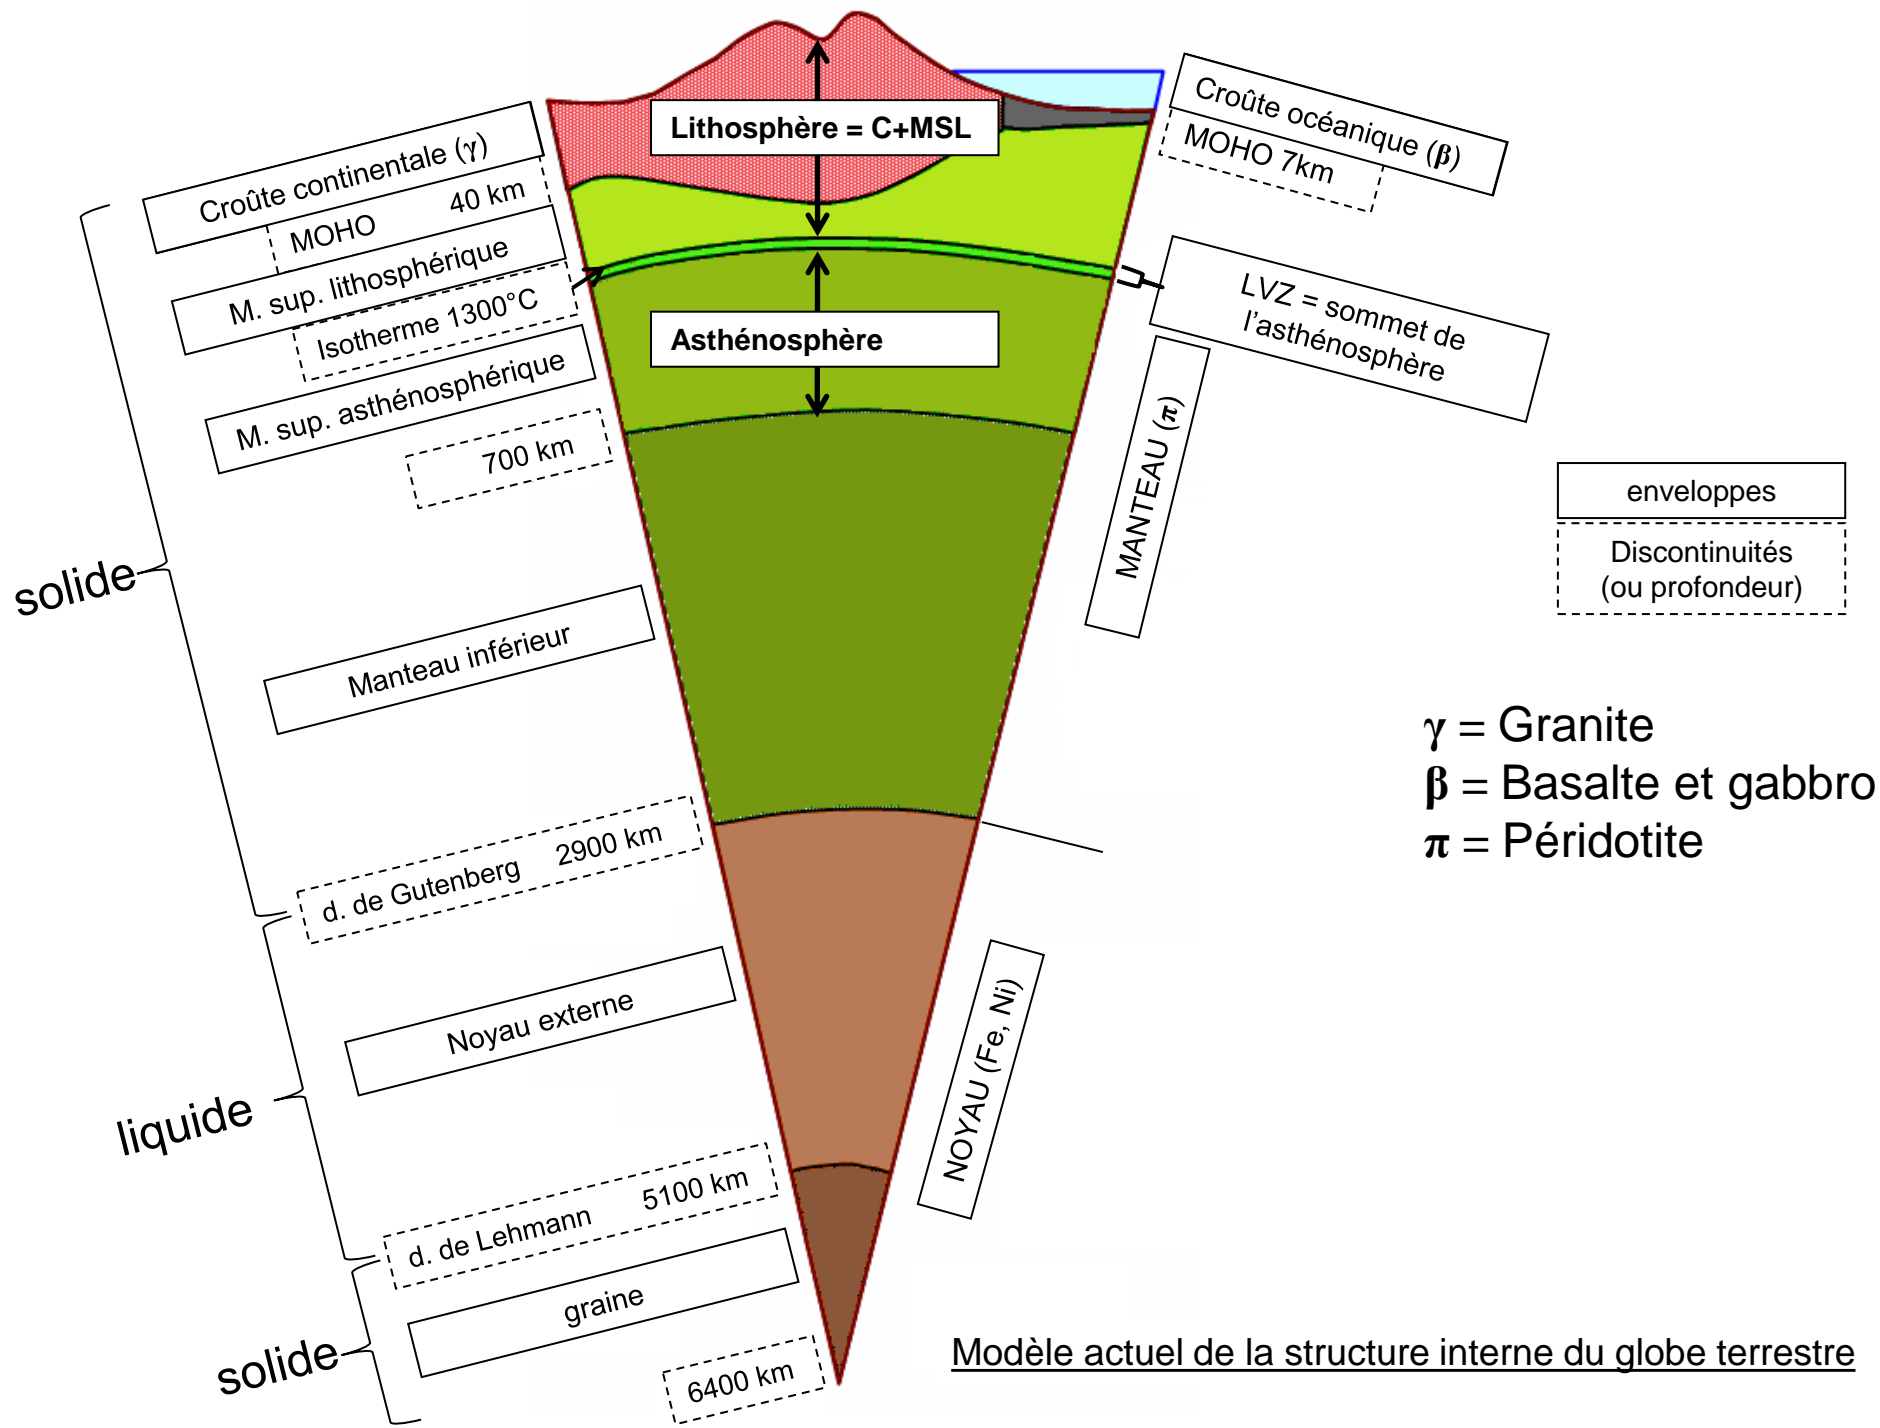 Lithosphère = C+MSL
Croûte océanique (β)
MOHO 7km
Croûte continentale (γ)
MOHO 40 km
M. sup. lithosphérique
Isotherme 1300°C
LVZ = sommet de
l’asthénosphère
Asthénosphère
M. sup. asthénosphérique
700 km
MANTEAU (π)
enveloppes
Discontinuités
(ou profondeur)
solide
Manteau inférieur
γ = Granite
β = Basalte et gabbro
π = Péridotite
d. de Gutenberg 2900 km
Noyau externe
NOYAU (Fe, Ni)
liquide
d. de Lehmann 5100 km
graine
solide
6400 km
Modèle actuel de la structure interne du globe terrestre